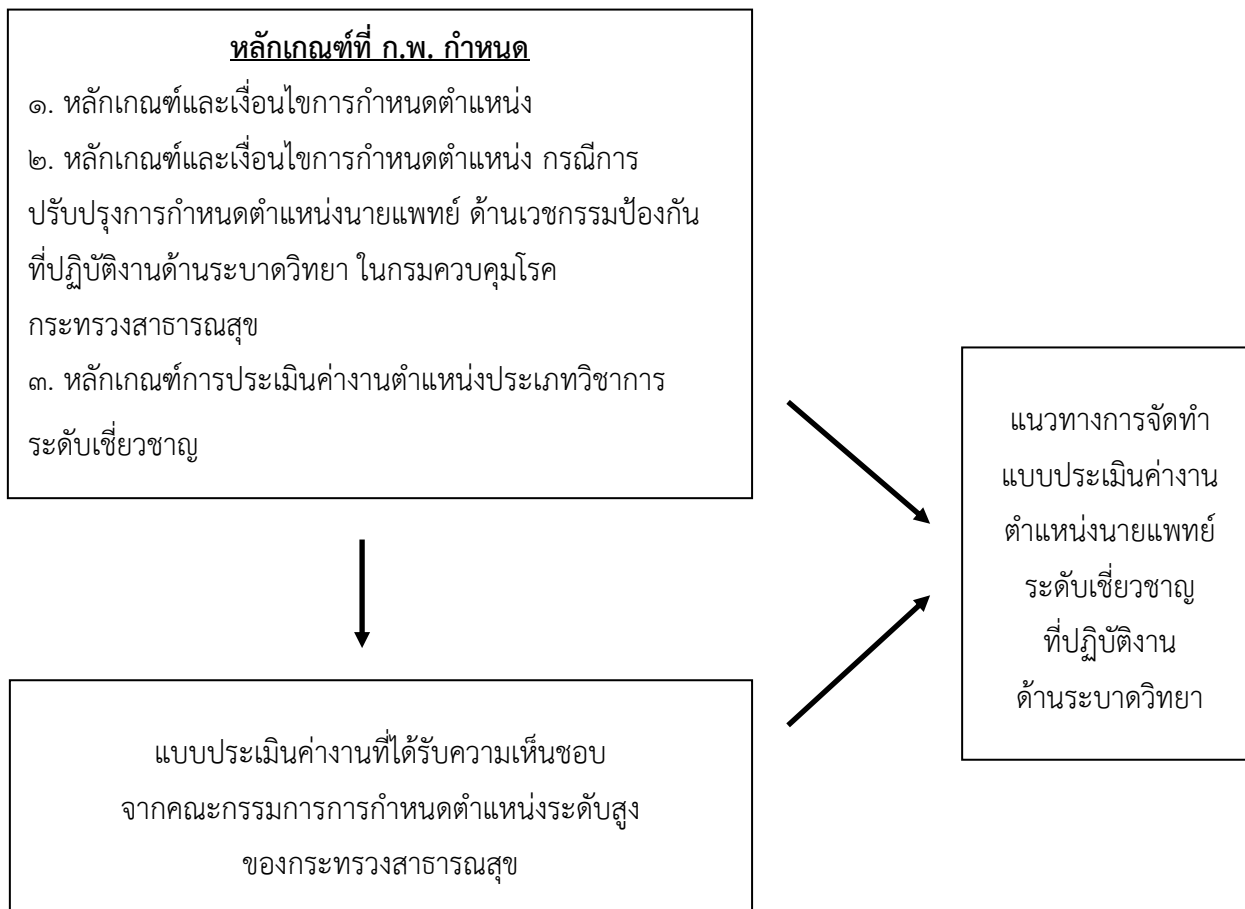 หลักเกณฑ์ที่ ก.พ. กำหนด
๑. หลักเกณฑ์และเงื่อนไขการกำหนดตำแหน่ง
๒. หลักเกณฑ์และเงื่อนไขการกำหนดตำแหน่ง กรณีการ
ปรับปรุงการกำหนดตำแหน่งนายแพทย์ ด้านเวชกรรมป้องกัน
ที่ปฏิบัติงานด้านระบาดวิทยา ในกรมควบคุมโรค
กระทรวงสาธารณสุข
๓. หลักเกณฑ์การประเมินค่างานตำแหน่งประเภทวิชาการ
ระดับเชี่ยวชาญ
แบบประเมินค่างานที่ได้รับความเห็นชอบ
จากคณะกรรมการการกำหนดตำแหน่งระดับสูง
ของกระทรวงสาธารณสุข
แนวทางการจัดทำ
แบบประเมินค่างาน
ตำแหน่งนายแพทย์
ระดับเชี่ยวชาญ
ที่ปฏิบัติงาน
ด้านระบาดวิทยา